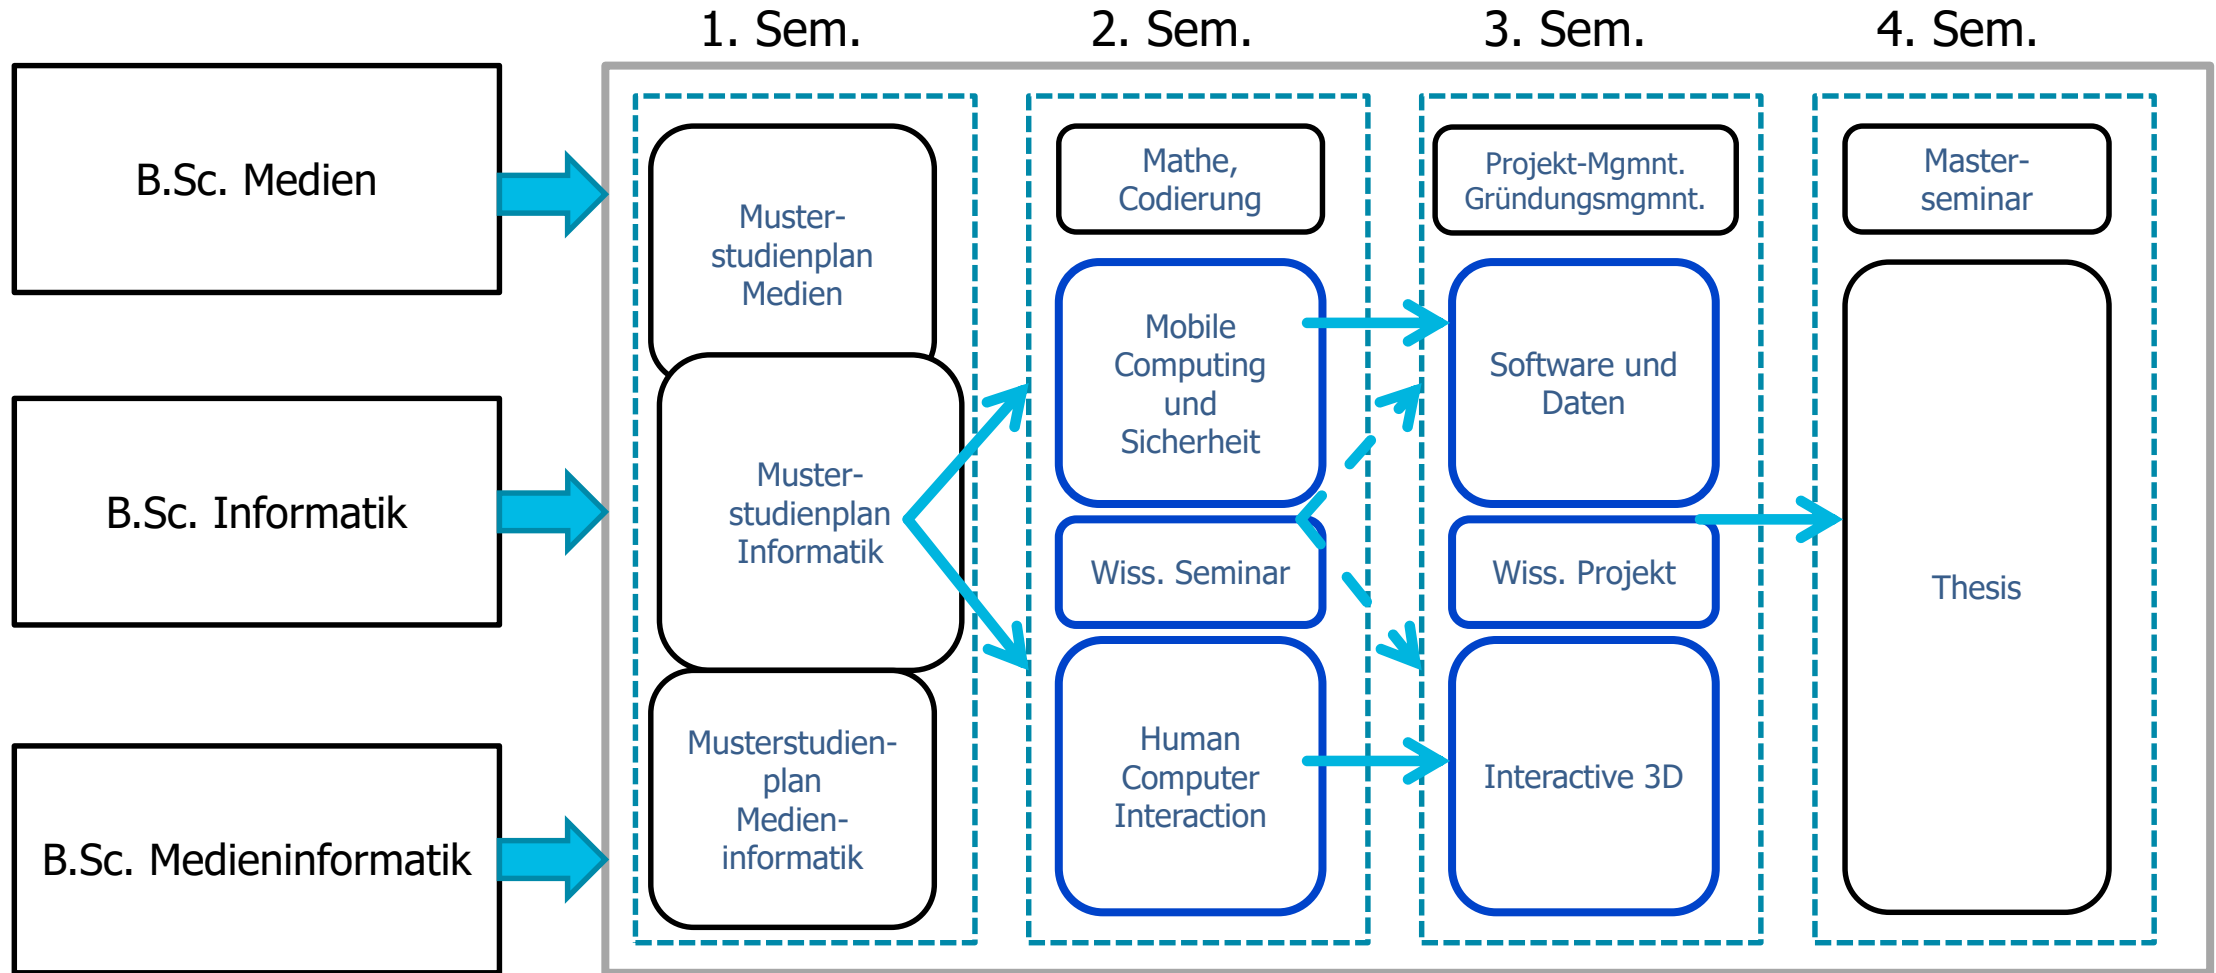 1. Sem.
2. Sem.
3. Sem.
4. Sem.
B.Sc. Medien
B.Sc. Informatik
B.Sc. Medieninformatik
Muster-
studienplan
Medien
Muster-
studienplan
Informatik
Musterstudien-
plan
Medien-
informatik
Mathe,
Codierung
Mobile
Computing
und
Sicherheit
Wiss. Seminar
Human
Computer
Interaction
Projekt-Mgmnt.
Gründungsmgmnt.
Software und
Daten
Wiss. Projekt
Interactive 3D
Master-
seminar
Thesis